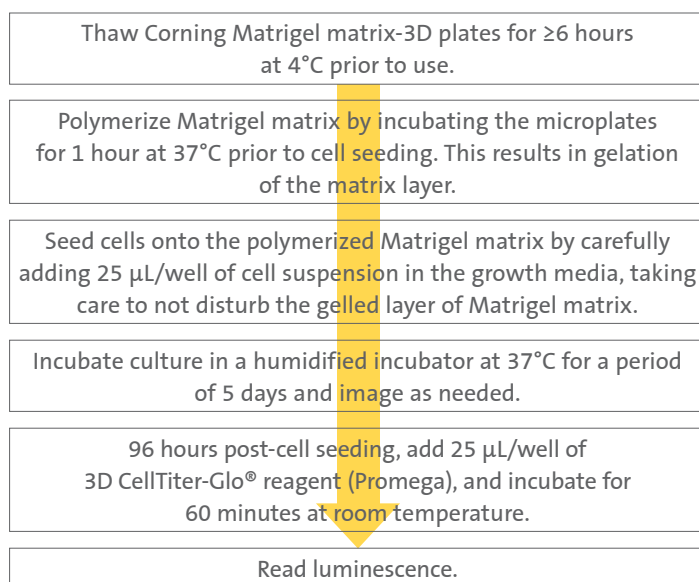 Thaw Corning Matrigel matrix-3D plates for ≥6 hours
at 4°C prior to use.
Polymerize Matrigel matrix by incubating the microplates
for 1 hour at 37°C prior to cell seeding. This results in gelation
of the matrix layer.
Seed cells onto the polymerized Matrigel matrix by carefully
adding 25 µL/well of cell suspension in the growth media, taking
care to not disturb the gelled layer of Matrigel matrix.
Incubate culture in a humidified incubator at 37°C for a period
of 5 days and image as needed.
96 hours post-cell seeding, add 25 µL/well of
3D CellTiter-Glo® reagent (Promega), and incubate for
60 minutes at room temperature.
Read luminescence.